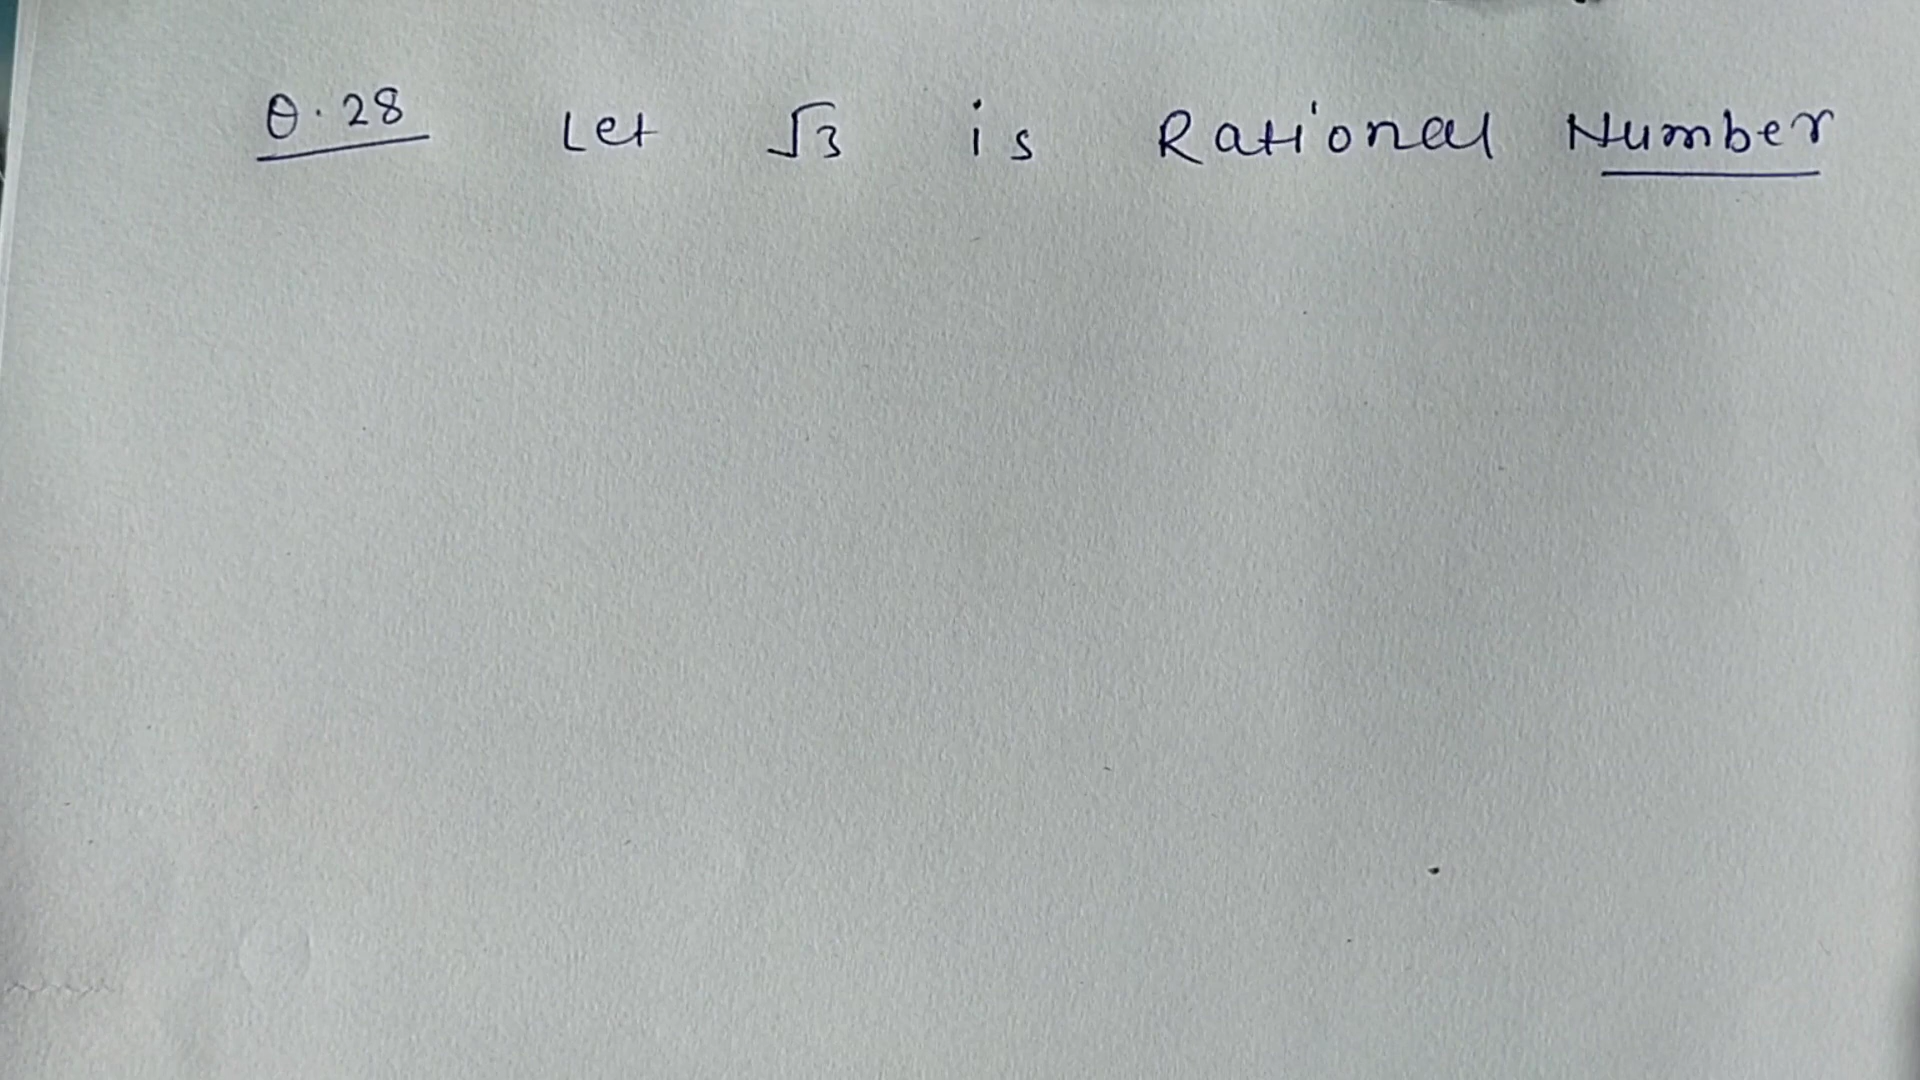 Q.28 Let √3 is Rational Number